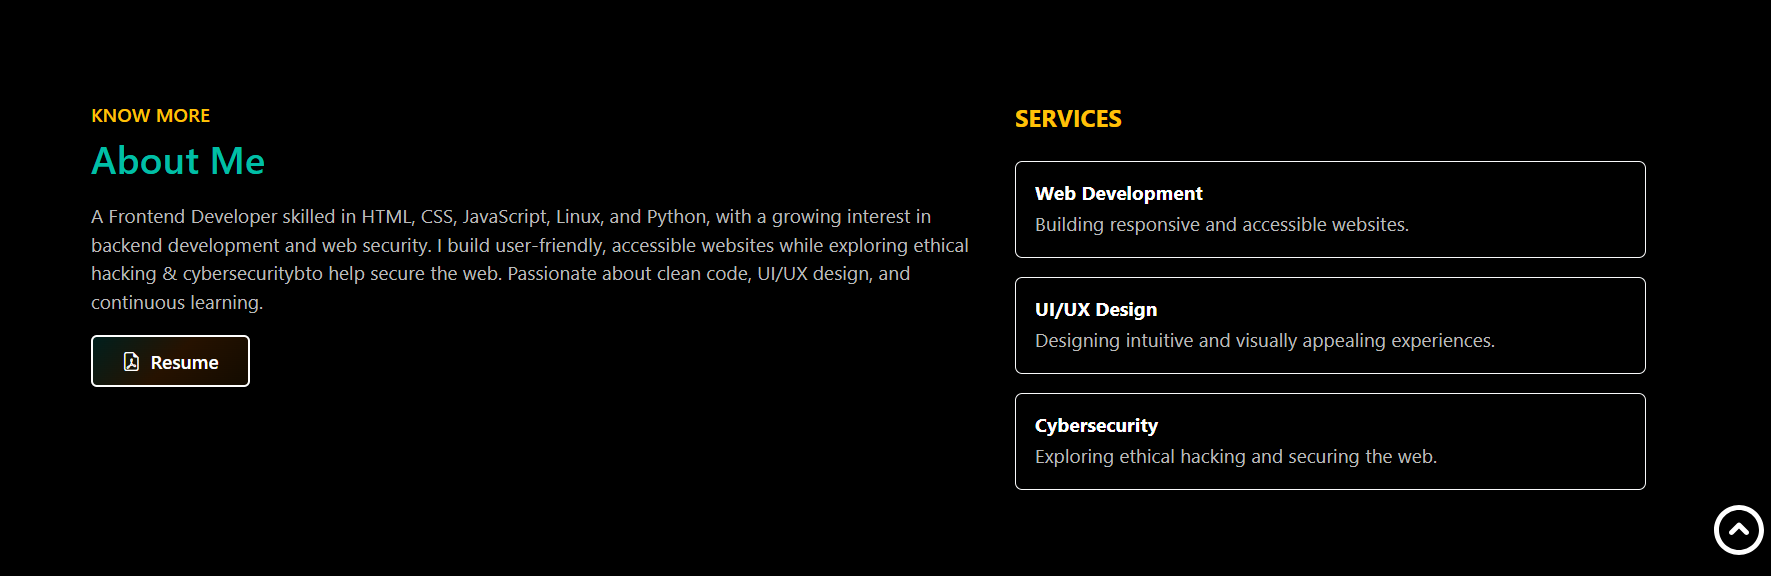 KNOW MORE
About Me
A Frontend Developer skilled in HTML, CSS, JavaScript, Linux, and Python, with a growing interest in
backend development and web security. I build user-friendly, accessible websites while exploring ethical
hacking & cybersecuritybto help secure the web. Passionate about clean code, UI/UX design, and
continuous learning.
Resume
SERVICES
Web Development
Building responsive and accessible websites.
UI/UX Design
Designing intuitive and visually appealing experiences.
Cybersecurity
Exploring ethical hacking and securing the web.